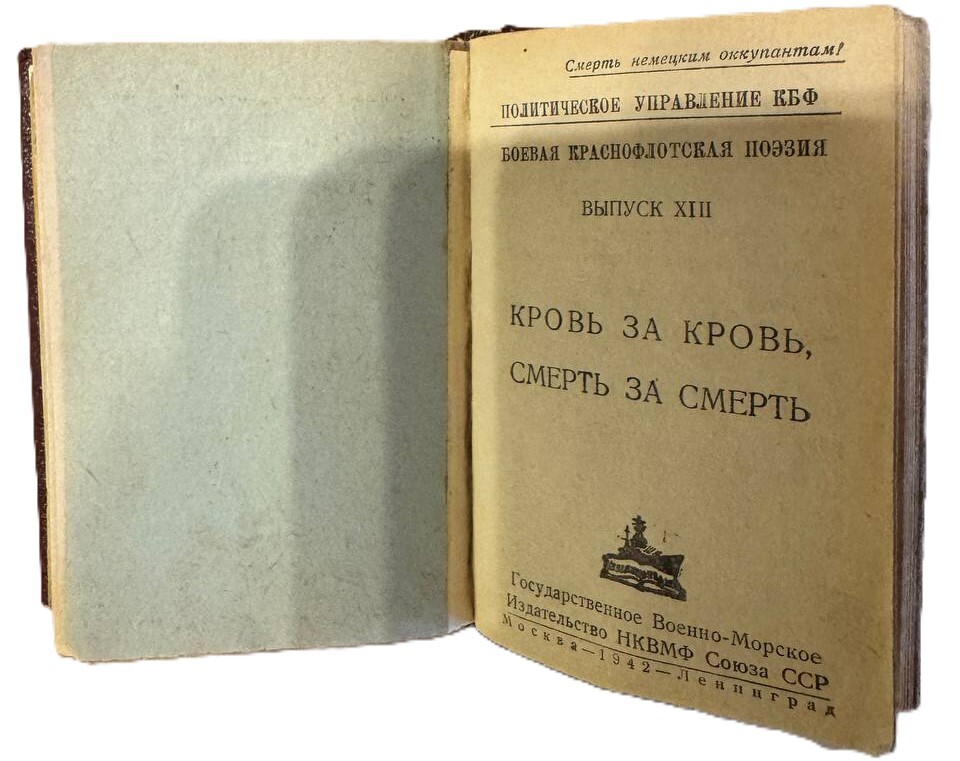 Смерть немецким оккупантам!
ПОЛИТИЧЕСКОЕ УПРАВЛЕНИЕ КБФ
БОЕВАЯ КРАСНОФЛОТСКАЯ ПОЭЗИЯ
ВЫПУСК XIII
КРОВЬ ЗА КРОВЬ,
СМЕРТЬ ЗА СМЕРТЬ
Государственное Военно-Морское
Издательство НКВМФ Союза ССР
Москва—1942—Ленинград